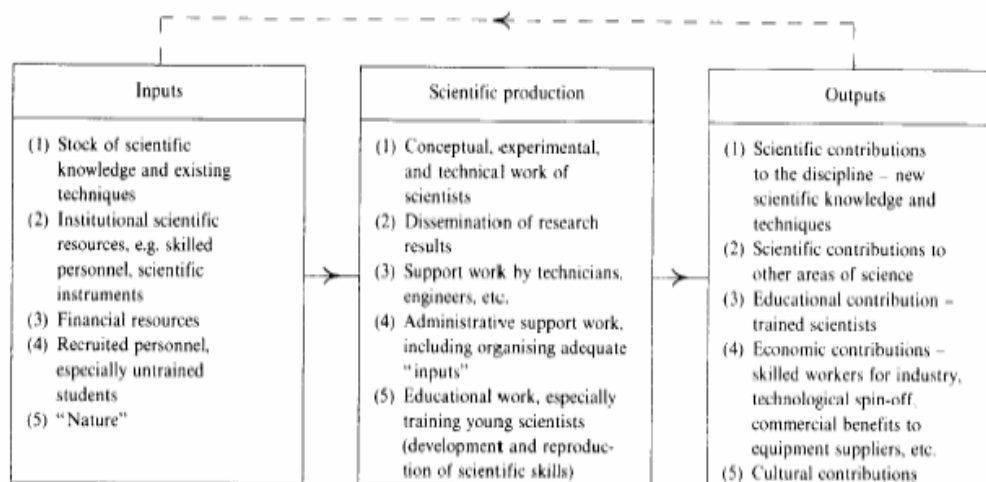 Inputs
(1) Stock of scientific
knowledge and existing
techniques
(2) Institutional scientific
resources, e.g. skilled
personnel, scientific
instruments
(3) Financial resources
(4) Recruited personnel,
especially untrained
students
(5) "Nature"
Scientific production
(1) Conceptual, experimental,
and technical work of
scientists
(2) Dissemination of research
results
(3) Support work by technicians,
engineers, etc.
(4) Administrative support work,
including organising adequate
"inputs"
(5) Educational work, especially
training young scientists
(development and reproduc-
tion of scientific skills)
Outputs
(1) Scientific contributions
to the discipline – new
scientific knowledge and
techniques
(2) Scientific contributions to
other areas of science
(3) Educational contribution –
trained scientists
(4) Economic contributions –
skilled workers for industry,
technological spin-off,
commercial benefits to
equipment suppliers, etc.
(5) Cultural contributions